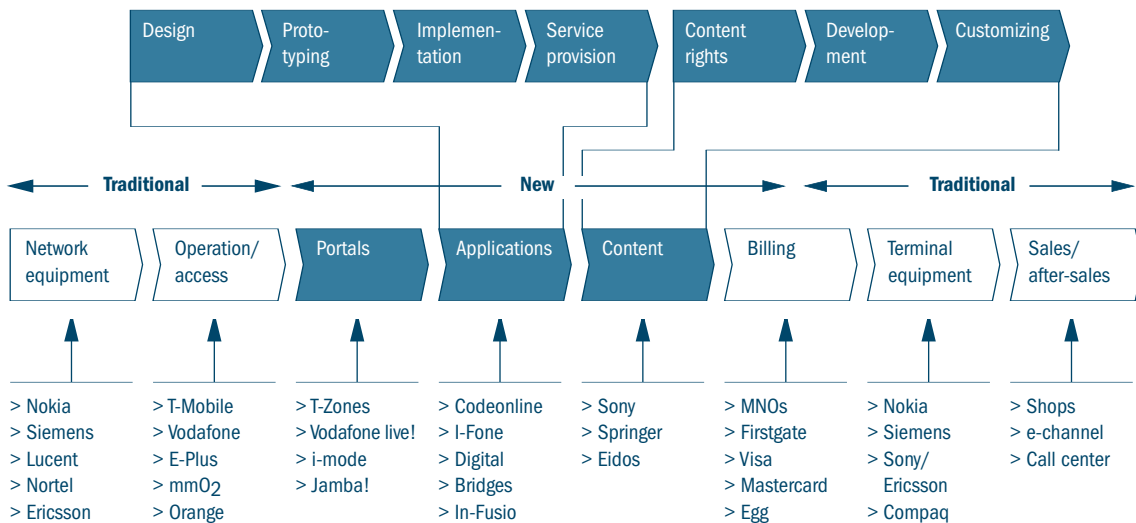 Design
Proto-
typing
Implemen-
tation
Service
provision
Content
rights
Develop-
ment
Customizing
Traditional
New
Traditional
Network
equipment
Operation/
access
Portals
Applications
Content
Billing
Terminal
equipment
Sales/
after-sales
> Nokia
> Siemens
> Lucent
> Nortel
> Ericsson
> T-Mobile
> Vodafone
> E-Plus
> mmO2
> Orange
> T-Zones
> Vodafone live!
> i-mode
> Jamba!
> Codeonline
> I-Fone
> Digital
> Bridges
> In-Fusio
> Sony
> Springer
> Eidos
> MNOs
> Firstgate
> Visa
> Mastercard
> Egg
> Nokia
> Siemens
> Sony/
Ericsson
> Compaq
> Shops
> e-channel
> Call center